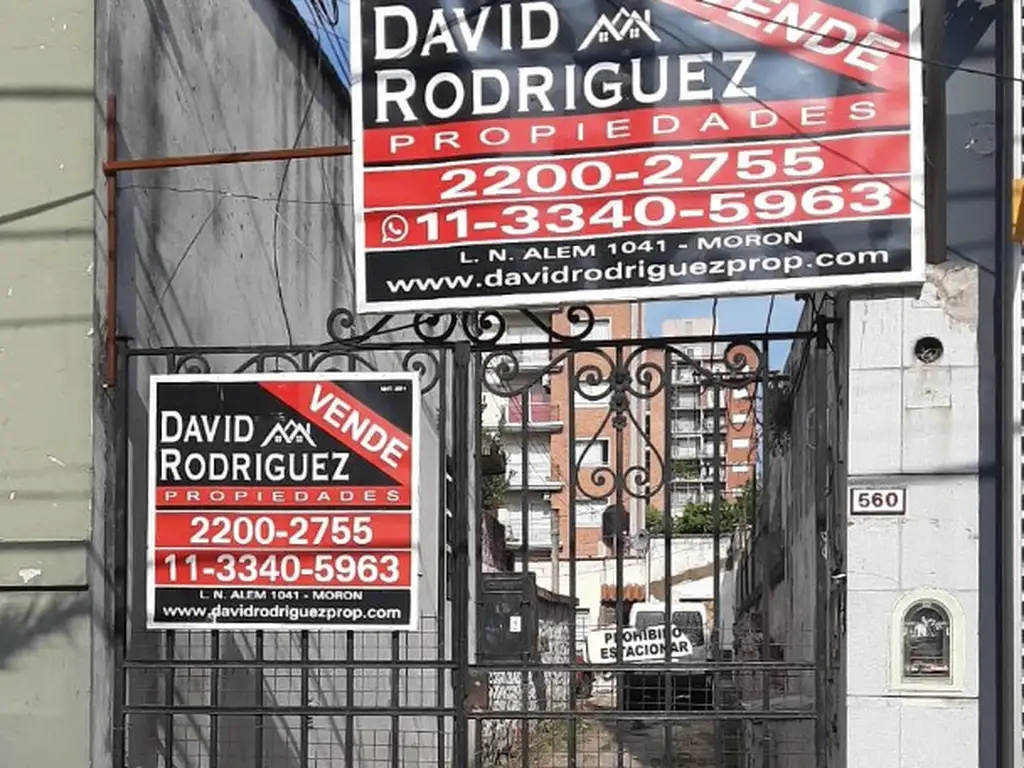 DAVID
RODRIGUEZ
VENDE
PROPIEDADES
2200-2755
11-3340-5963
L. N. ALEM 1041 - MORON
www.davidrodriguezprop.com
VENDE
DAVID
RODRIGUEZ
PROPIEDADES
2200-2755
11-3340-5963
L. N. ALEM 1041 - MORON
www.davidrodriguezprop.com
560
PROHIBIDO
ESTACIONAR